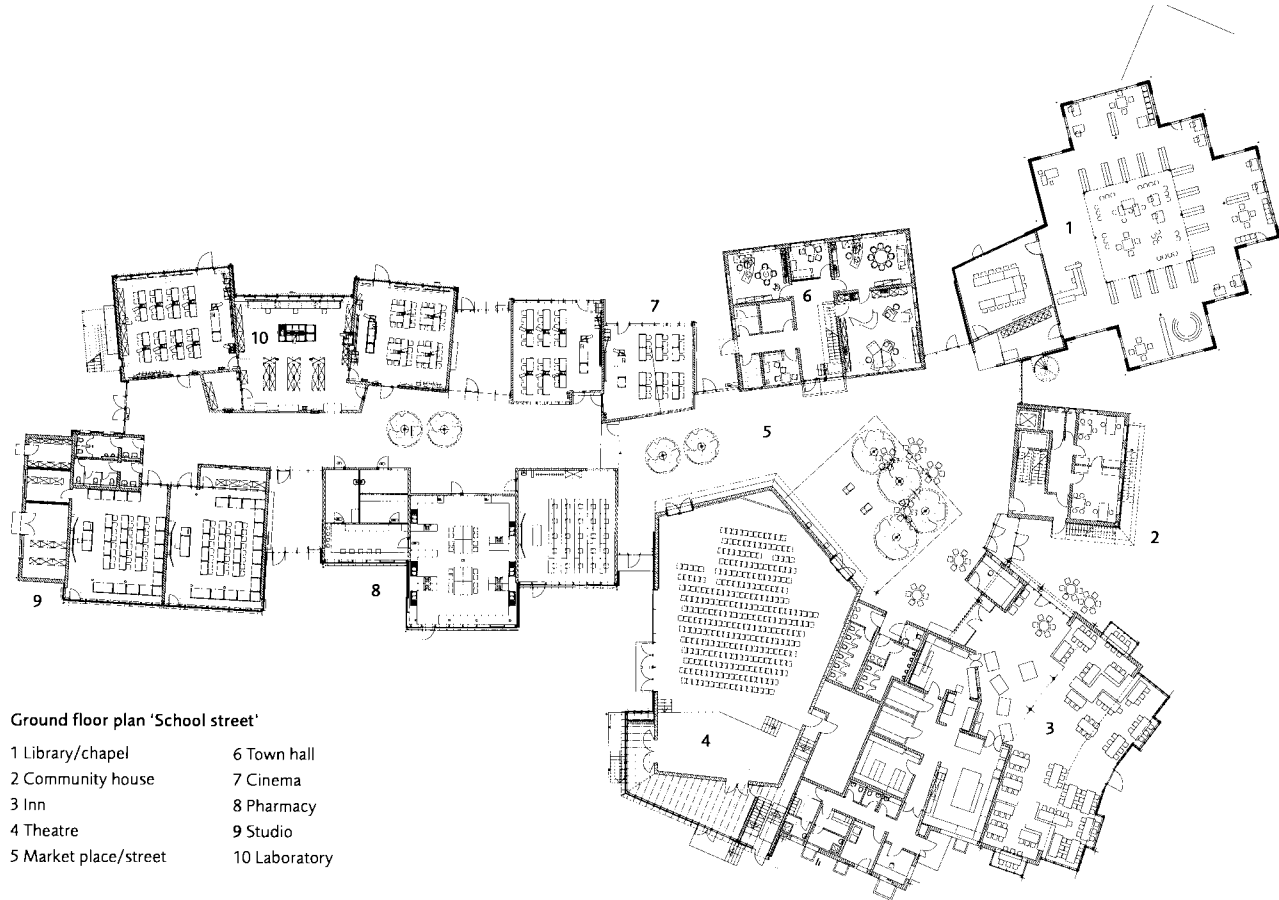 1
6
7
10
5
2
8
9
3
4
Ground floor plan 'School street'
1 Library/chapel
2 Community house
3 Inn
4 Theatre
5 Market place/street
6 Town hall
7 Cinema
8 Pharmacy
9 Studio
10 Laboratory